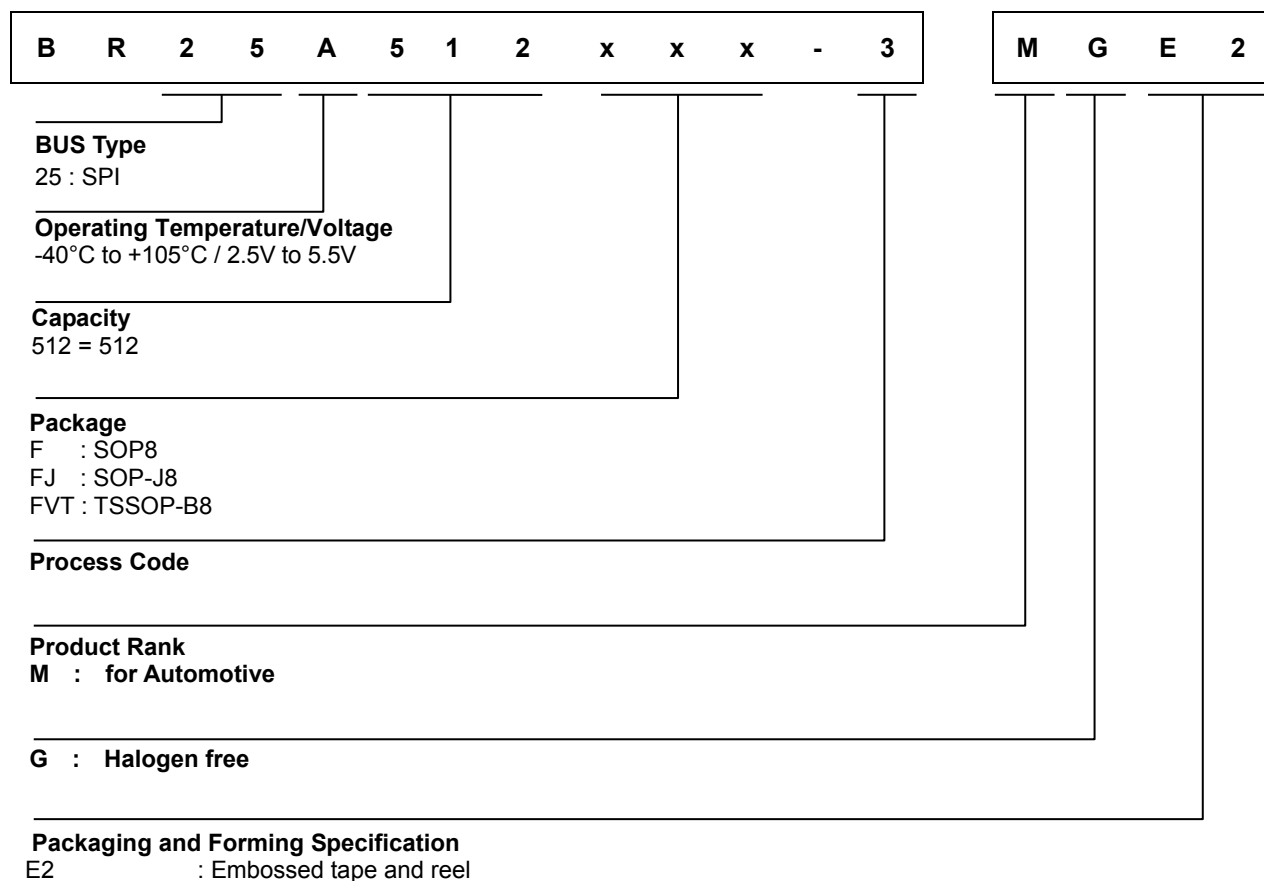 B R 2 5 A 5 1 2 x x x - 3 M G E 2
BUS Type
25 : SPI
Operating Temperature/Voltage
-40°C to +105°C / 2.5V to 5.5V
Capacity
512 = 512
Package
F : SOP8
FJ : SOP-J8
FVT : TSSOP-B8
Process Code
Product Rank
M : for Automotive
G : Halogen free
Packaging and Forming Specification
E2 : Embossed tape and reel